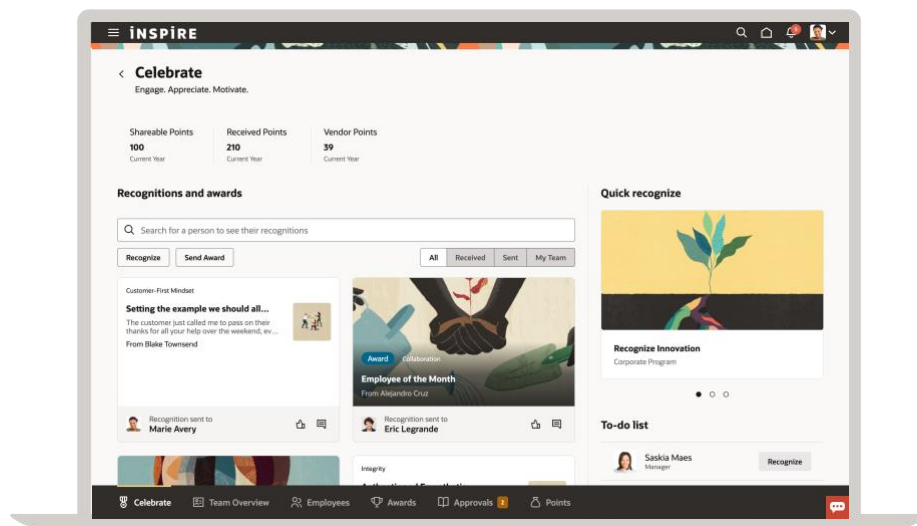 iNSPiRE
Celebrate
Engage. Appreciate. Motivate.
Shareable Points
100
Current Year
Received Points
210
Current Year
Vendor Points
39
Current Year
Recognitions and awards
Search for a person to see their recognitions
Recognize
Send Award
All
Received
Sent
My Team
Customer-First Mindset
Setting the example we should all...
The customer just called me to pass on their
thanks for all your help over the weekend, ev...
From Blake Townsend
Recognition sent to
Marie Avery
Award
Collaboration
Employee of the Month
From Alejandro Cruz
Recognition sent to
Eric Legrande
Integrity
Quick recognize
Recognize Innovation
Corporate Program
To-do list
Saskia Maes
Manager
Recognize
Celebrate
Team Overview
Employees
Awards
Approvals
2
Points